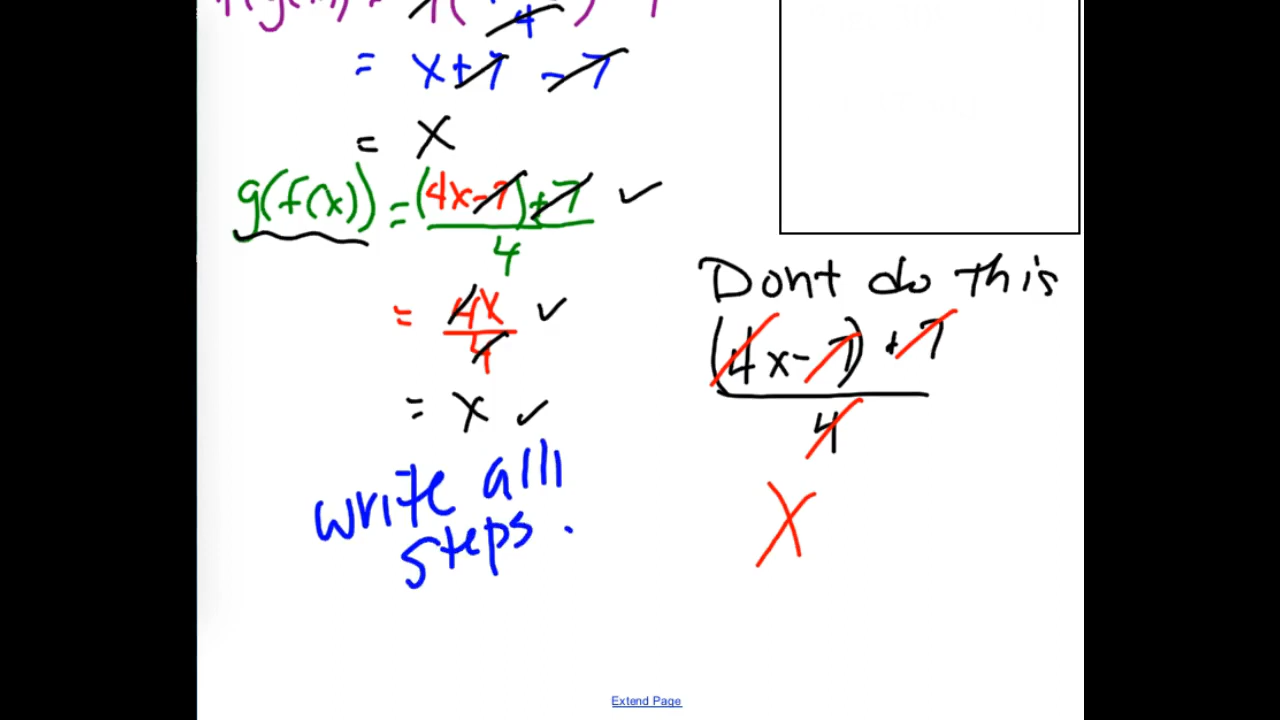 = x+7 -7
= x
g(f(x)) = (4x-7)+7 ✓
4
= 4x ✓
4
= x ✓
write all
steps.
Dont do this
(4x-7) + 7
4
X
Extend Page